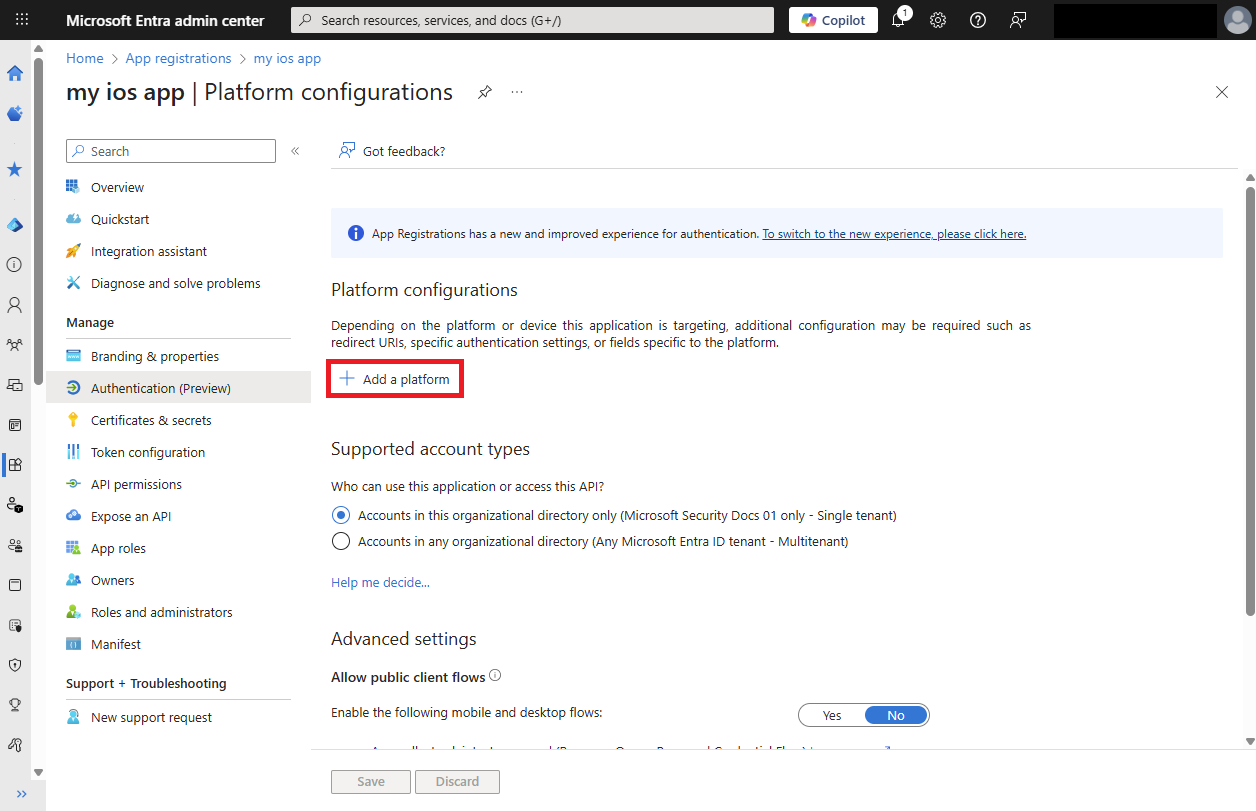 Microsoft Entra admin center
Search resources, services, and docs (G+/)
Copilot
1
Home > App registrations > my ios app
my ios app | Platform configurations
Search
Got feedback?
Overview
Quickstart
Integration assistant
Diagnose and solve problems
Manage
Branding & properties
Authentication (Preview)
Certificates & secrets
Token configuration
API permissions
Expose an API
App roles
Owners
Roles and administrators
Manifest
Support + Troubleshooting
New support request
App Registrations has a new and improved experience for authentication. To switch to the new experience, please click here.
Platform configurations
Depending on the platform or device this application is targeting, additional configuration may be required such as
redirect URIs, specific authentication settings, or fields specific to the platform.
Add a platform
Supported account types
Who can use this application or access this API?
Accounts in this organizational directory only (Microsoft Security Docs 01 only - Single tenant)
Accounts in any organizational directory (Any Microsoft Entra ID tenant - Multitenant)
Help me decide...
Advanced settings
Allow public client flows
Enable the following mobile and desktop flows:
Yes
No
Save
Discard